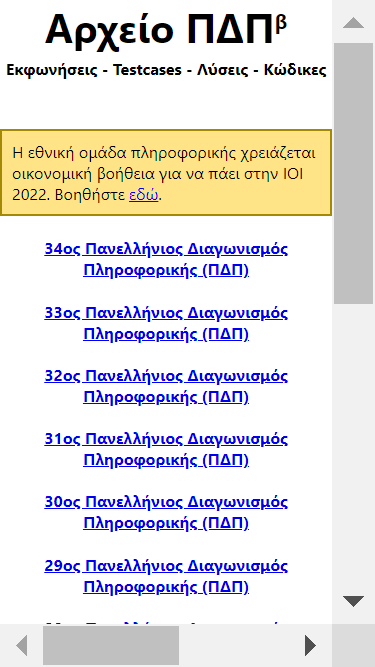 Αρχείο ΠΔΠβ
Εκφωνήσεις - Testcases - Λύσεις - Κώδικες
Η εθνική ομάδα πληροφορικής χρειάζεται
οικονομική βοήθεια για να πάει στην ΙΟΙ
2022. Βοηθήστε εδώ.
34ος Πανελλήνιος Διαγωνισμός
Πληροφορικής (ΠΔΠ)
33ος Πανελλήνιος Διαγωνισμός
Πληροφορικής (ΠΔΠ)
32ος Πανελλήνιος Διαγωνισμός
Πληροφορικής (ΠΔΠ)
31ος Πανελλήνιος Διαγωνισμός
Πληροφορικής (ΠΔΠ)
30ος Πανελλήνιος Διαγωνισμός
Πληροφορικής (ΠΔΠ)
29ος Πανελλήνιος Διαγωνισμός
Πληροφορικής (ΠΔΠ)